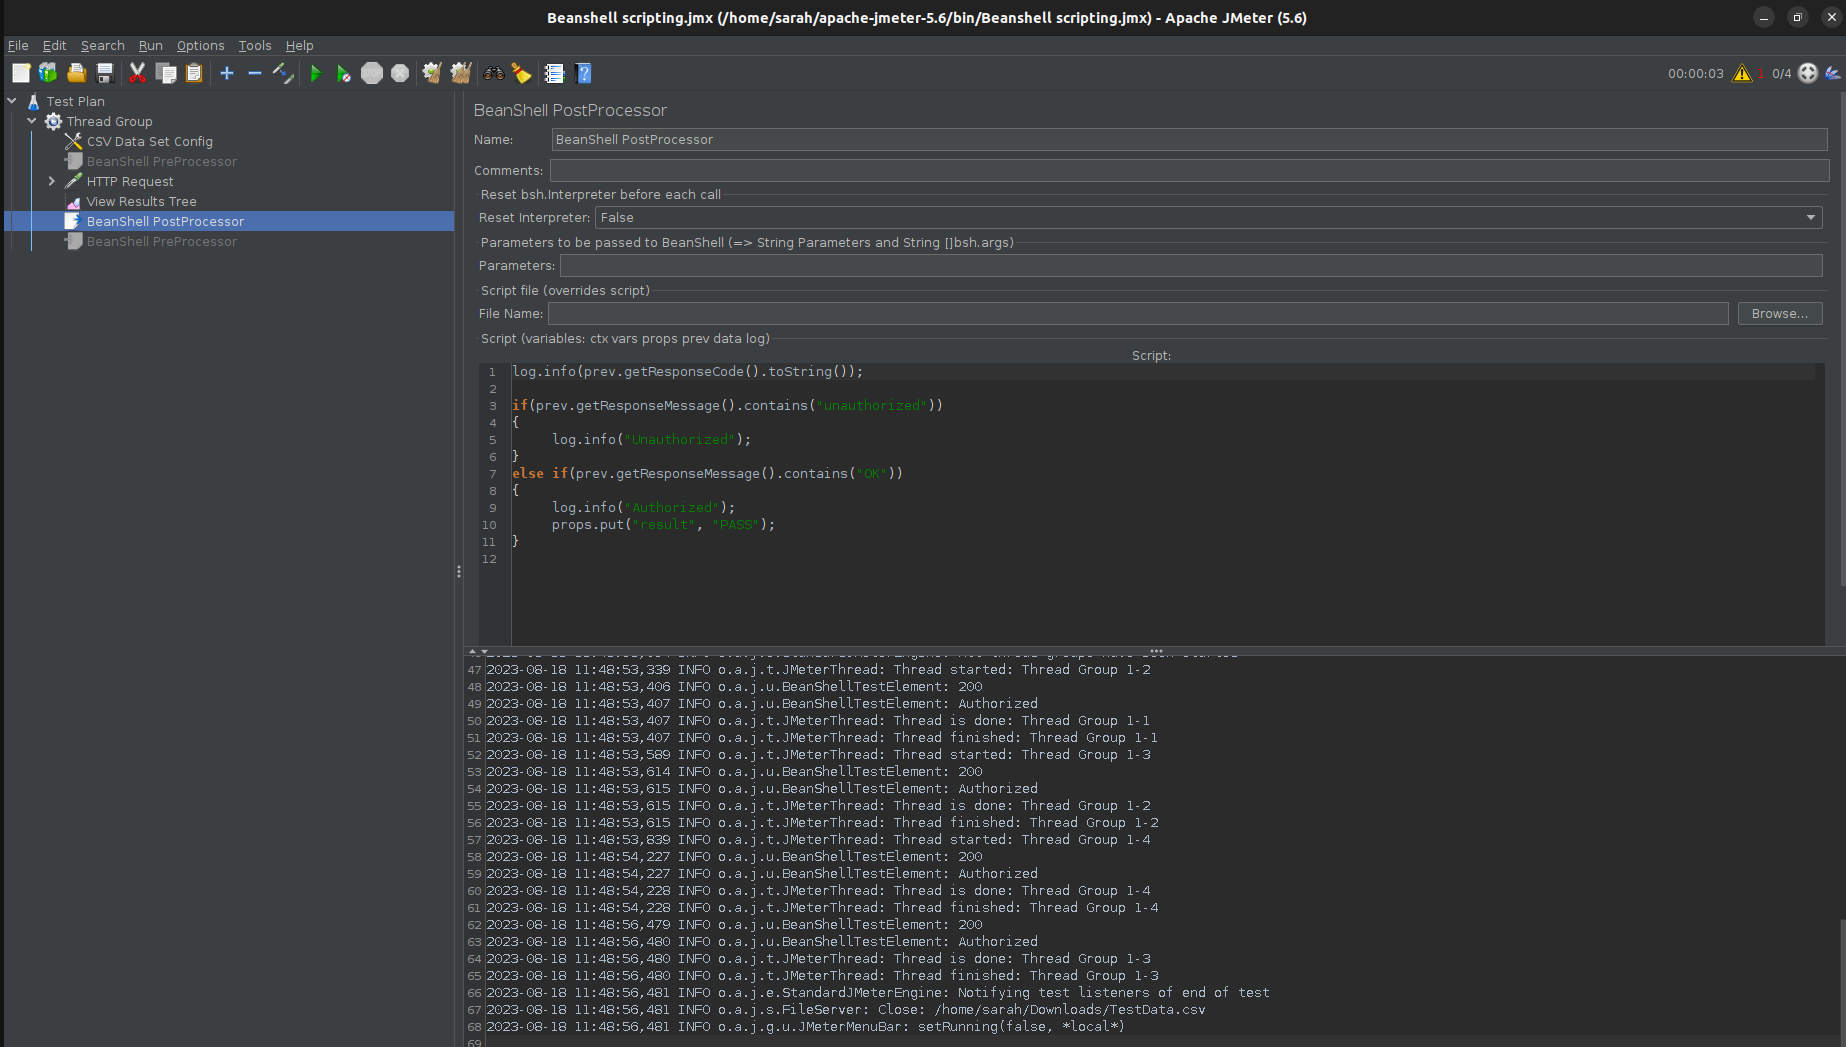 Beanshell scripting.jmx (/home/sarah/apache-jmeter-5.6/bin/Beanshell scripting.jmx) - Apache JMeter (5.6)
File Edit Search Run Options Tools Help
STOP
00:00:03 1 0/4
Test Plan
Thread Group
CSV Data Set Config
BeanShell PreProcessor
HTTP Request
View Results Tree
BeanShell PostProcessor
BeanShell PreProcessor
BeanShell PostProcessor
Name: BeanShell PostProcessor
Comments:
Reset bsh.Interpreter before each call
Reset Interpreter: False
Parameters to be passed to BeanShell (=> String Parameters and String []bsh.args)
Parameters:
Script file (overrides script)
File Name: Browse...
Script (variables: ctx vars props prev data log)
Script:
1 log.info(prev.getResponseCode().toString());
2
3 if(prev.getResponseMessage().contains("unauthorized"))
4 {
5 log.info("Unauthorized");
6 }
7 else if(prev.getResponseMessage().contains("OK"))
8 {
9 log.info("Authorized");
10 props.put("result", "PASS");
11 }
12
47 2023-08-18 11:48:53,339 INFO o.a.j.t.JMeterThread: Thread started: Thread Group 1-2
48 2023-08-18 11:48:53,406 INFO o.a.j.u.BeanShellTestElement: 200
49 2023-08-18 11:48:53,407 INFO o.a.j.u.BeanShellTestElement: Authorized
50 2023-08-18 11:48:53,407 INFO o.a.j.t.JMeterThread: Thread is done: Thread Group 1-1
51 2023-08-18 11:48:53,407 INFO o.a.j.t.JMeterThread: Thread finished: Thread Group 1-1
52 2023-08-18 11:48:53,589 INFO o.a.j.t.JMeterThread: Thread started: Thread Group 1-3
53 2023-08-18 11:48:53,614 INFO o.a.j.u.BeanShellTestElement: 200
54 2023-08-18 11:48:53,615 INFO o.a.j.u.BeanShellTestElement: Authorized
55 2023-08-18 11:48:53,615 INFO o.a.j.t.JMeterThread: Thread is done: Thread Group 1-2
56 2023-08-18 11:48:53,615 INFO o.a.j.t.JMeterThread: Thread finished: Thread Group 1-2
57 2023-08-18 11:48:53,839 INFO o.a.j.t.JMeterThread: Thread started: Thread Group 1-4
58 2023-08-18 11:48:54,227 INFO o.a.j.u.BeanShellTestElement: 200
59 2023-08-18 11:48:54,227 INFO o.a.j.u.BeanShellTestElement: Authorized
60 2023-08-18 11:48:54,228 INFO o.a.j.t.JMeterThread: Thread is done: Thread Group 1-4
61 2023-08-18 11:48:54,228 INFO o.a.j.t.JMeterThread: Thread finished: Thread Group 1-4
62 2023-08-18 11:48:56,479 INFO o.a.j.u.BeanShellTestElement: 200
63 2023-08-18 11:48:56,480 INFO o.a.j.u.BeanShellTestElement: Authorized
64 2023-08-18 11:48:56,480 INFO o.a.j.t.JMeterThread: Thread is done: Thread Group 1-3
65 2023-08-18 11:48:56,480 INFO o.a.j.t.JMeterThread: Thread finished: Thread Group 1-3
66 2023-08-18 11:48:56,481 INFO o.a.j.e.StandardJMeterEngine: Notifying test listeners of end of test
67 2023-08-18 11:48:56,481 INFO o.a.j.s.FileServer: Close: /home/sarah/Downloads/TestData.csv
68 2023-08-18 11:48:56,481 INFO o.a.j.g.u.JMeterMenuBar: setRunning(false, *local*)
69